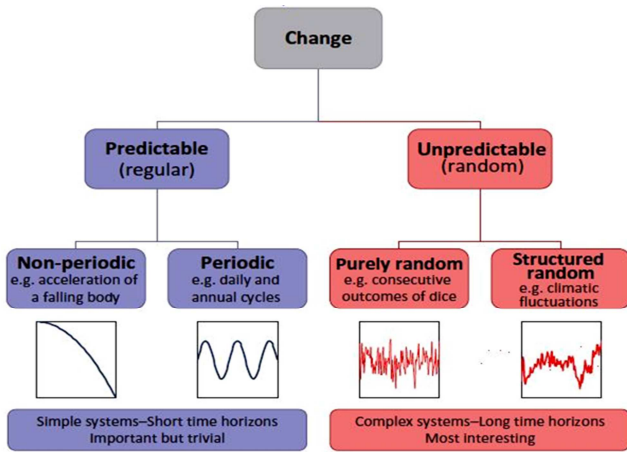 Change
Predictable
(regular)
Unpredictable
(random)
Non-periodic
e.g. acceleration of
a falling body
Periodic
e.g. daily and
annual cycles
Purely random
e.g. consecutive
outcomes of dice
Structured
random
e.g. climatic
fluctuations
Simple systems–Short time horizons
Important but trivial
Complex systems–Long time horizons
Most interesting